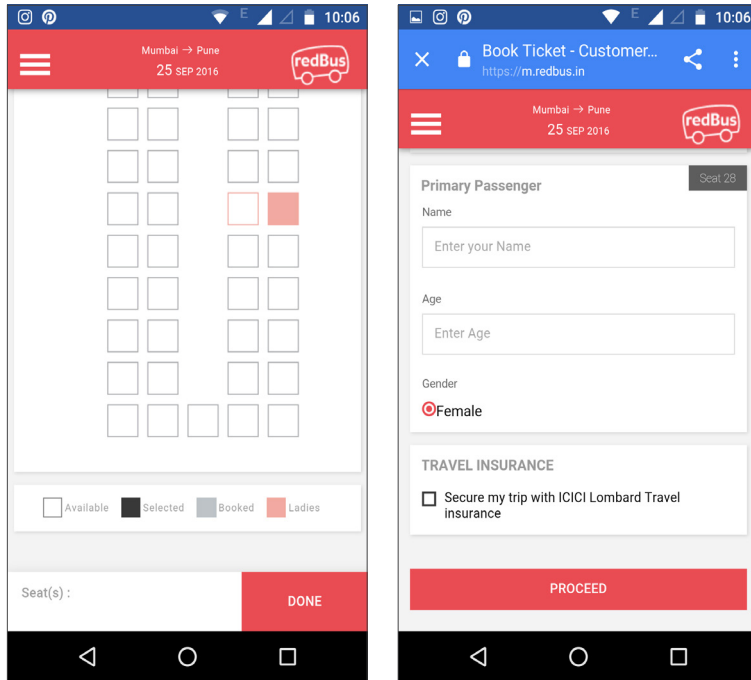 E
10:06
Mumbai → Pune
25 SEP 2016
redBus
Available Selected Booked Ladies
Seat(s) :
DONE
E
10:06
Book Ticket - Customer...
https://m.redbus.in
Mumbai → Pune
25 SEP 2016
redBus
Primary Passenger
Seat 28
Name
Enter your Name
Age
Enter Age
Gender
Female
TRAVEL INSURANCE
Secure my trip with ICICI Lombard Travel
insurance
PROCEED